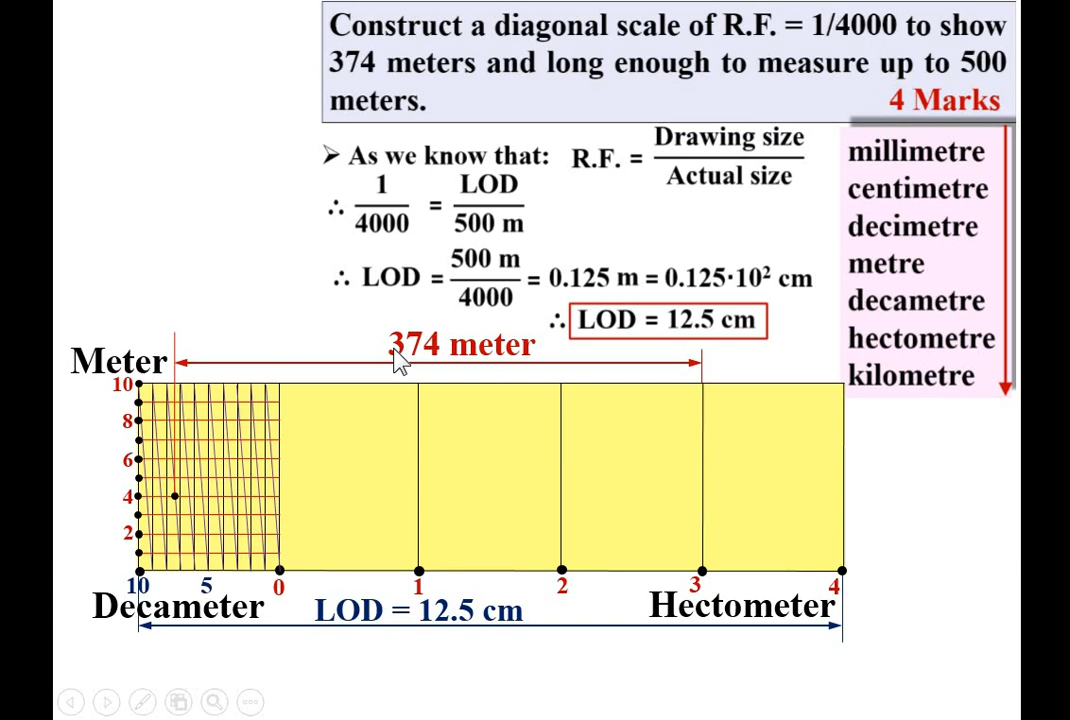 Construct a diagonal scale of R.F. = 1/4000 to show
374 meters and long enough to measure up to 500
meters. 4 Marks
➢ As we know that: R.F. = Drawing size
Actual size
∴ 1 = LOD
4000 500 m
∴ LOD = 500 m = 0.125 m = 0.125·10² cm
4000
∴ LOD = 12.5 cm
millimetre
centimetre
decimetre
metre
decametre
hectometre
kilometre
374 meter
Meter
10
8
6
4
2
10 5 0 1 2 3 4
Decameter LOD = 12.5 cm Hectometer